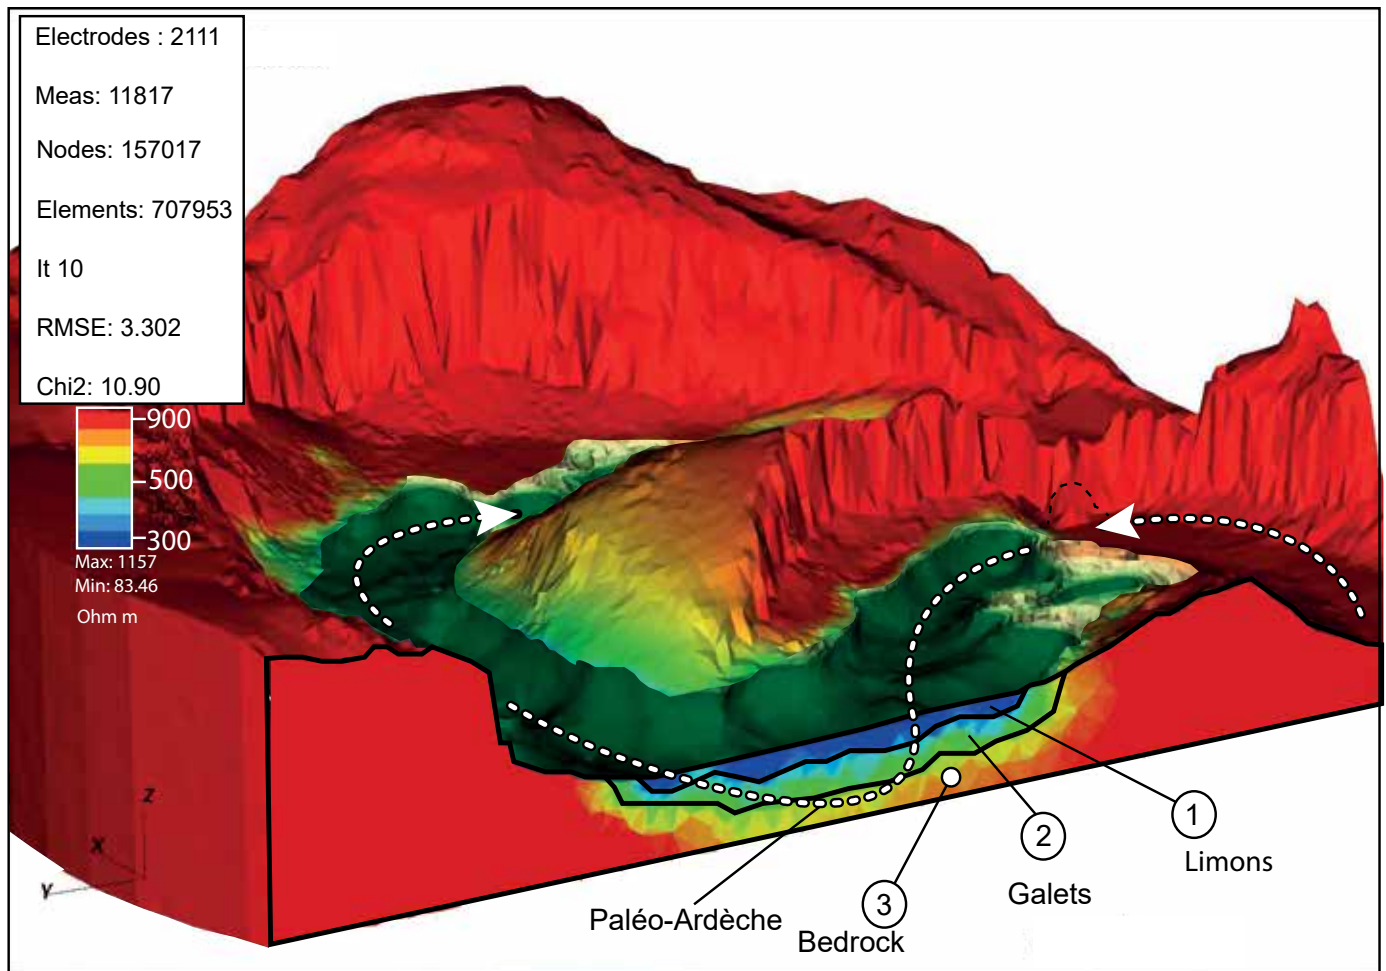 Electrodes : 2111
Meas: 11817
Nodes: 157017
Elements: 707953
It 10
RMSE: 3.302
Chi2: 10.90
900
500
300
Max: 1157
Min: 83.46
Ohm m
Z
X
Y
1
Limons
2
Galets
3
Bedrock
Paléo-Ardèche